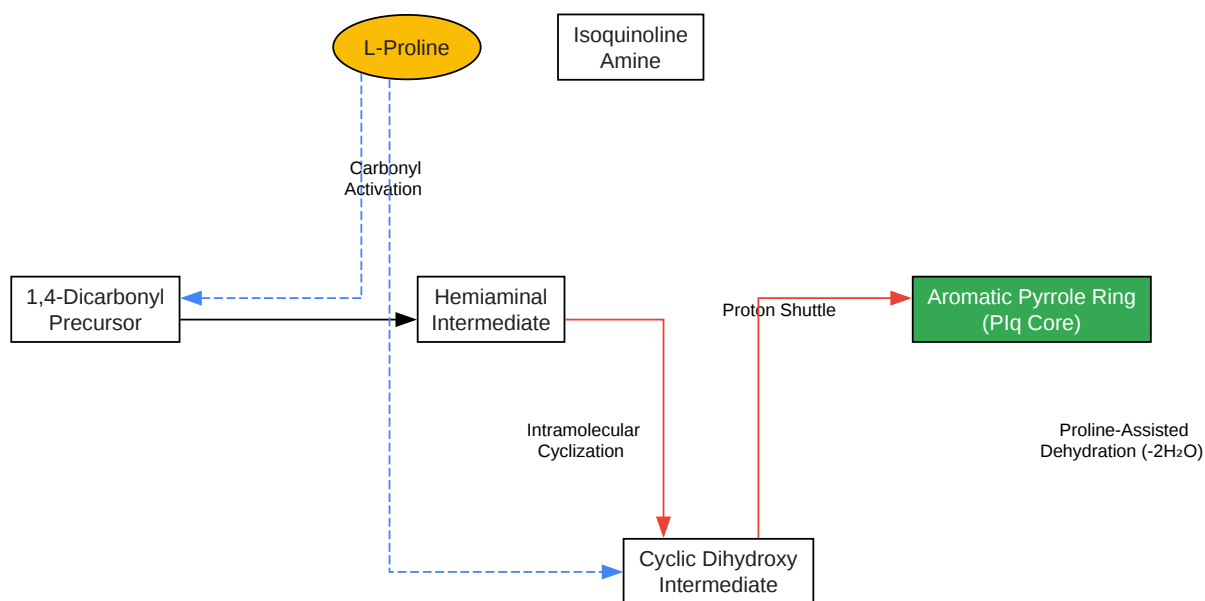 L-Proline
Isoquinoline
Amine
Carbonyl
Activation
1,4-Dicarbonyl
Precursor
Hemiaminal
Intermediate
Proton Shuttle
Aromatic Pyrrole Ring
(PIq Core)
Intramolecular
Cyclization
Proline-Assisted
Dehydration (-2H₂O)
Cyclic Dihydroxy
Intermediate